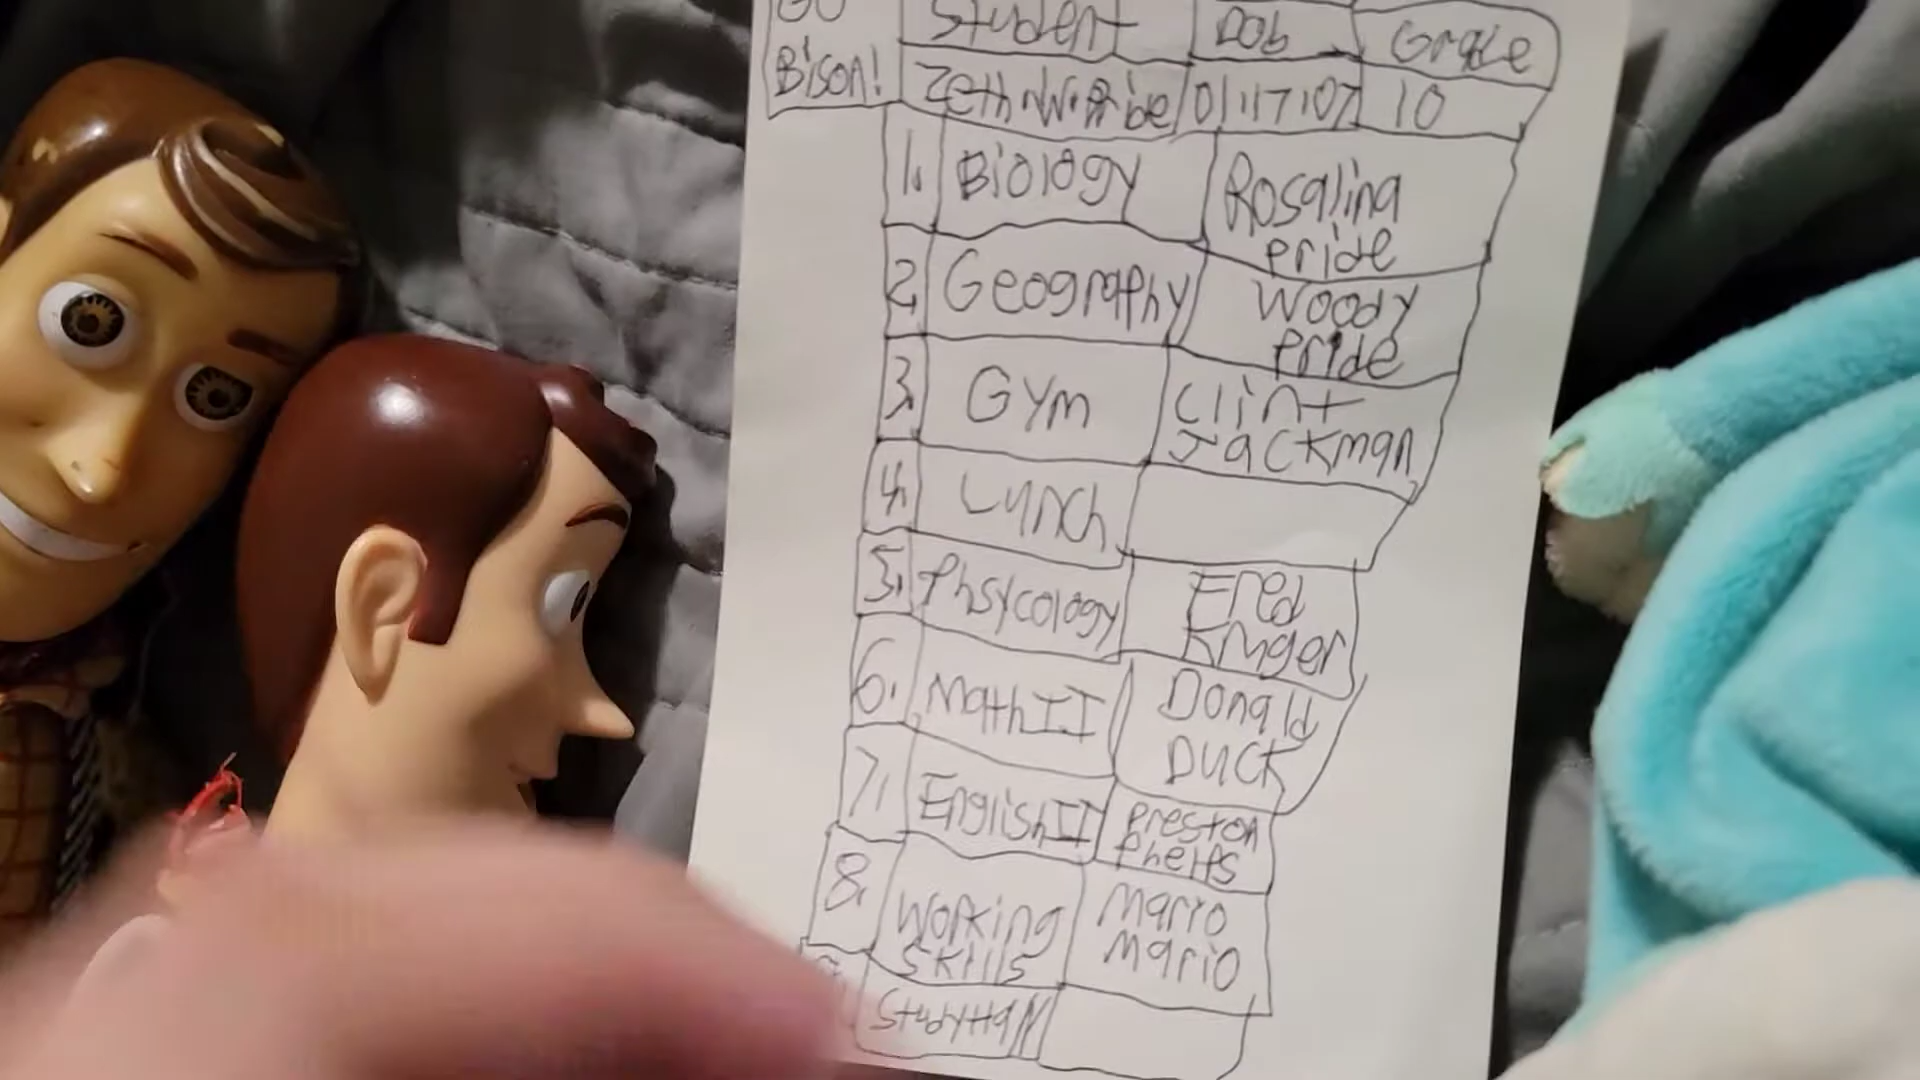 GO
Bison!
Student Dob Grade
Zeth W. Pride 01/17/07 10
1. Biology Rosalina
Pride
2. Geography Woody
Pride
3. Gym Clint
Jackman
4. Lunch
5. Phsycology Fred
Kruger
6. Math II Donald
Duck
7. English II Preston
Phelps
8. Working
Skills Mario
Mario
Study Hall